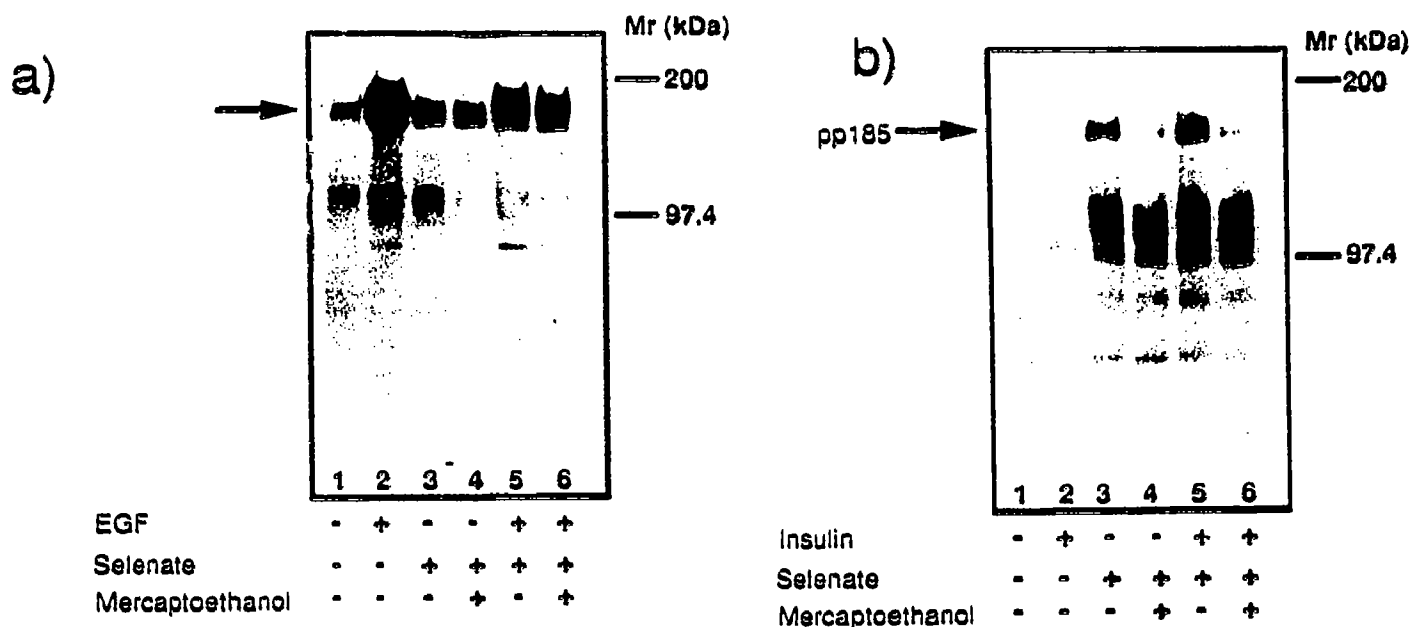 a)
Mr (kDa)
200
97.4
1 2 3 4 5 6
EGF - + - - + +
Selenate - - + + + +
Mercaptoethanol - - - + - +
b)
Mr (kDa)
200
pp185
97.4
1 2 3 4 5 6
Insulin - + - - + +
Selenate - - + + + +
Mercaptoethanol - - - + - +